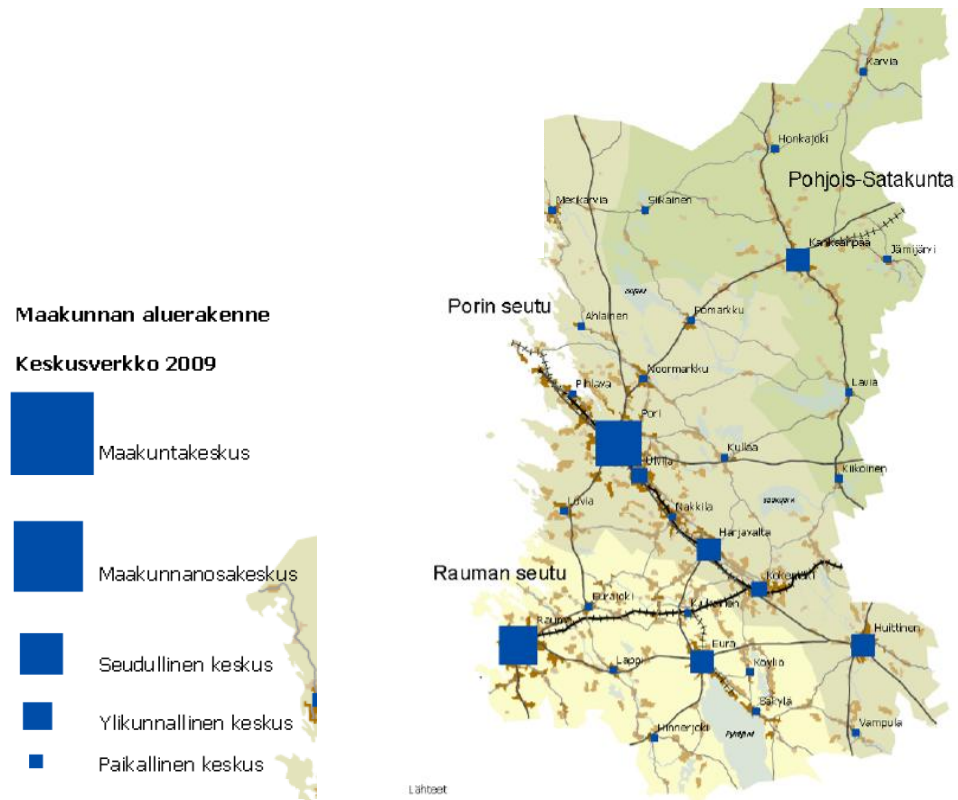 Maakunnan aluerakenne
Keskusverkko 2009
Maakuntakeskus
Maakunnanosakeskus
Seudullinen keskus
Ylikunnallinen keskus
Paikallinen keskus
Karvia
Honkajoki
Pohjois-Satakunta
Merikarvia
Siikainen
Kankaanpää
Jämijärvi
Porin seutu
Ahlainen
Pomarkku
Noormarkku
Pihlava
Lavia
Pori
Kullaa
Ulvila
Kiikoinen
Luvia
Nakkila
Harjavalta
Rauman seutu
Kokemäki
Eurajoki
Kiukainen
Rauma
Huittinen
Eura
Lappi
Köyliö
Säkylä
Hinnerjoki
Pyhäjärvi
Vampula
Lähteet